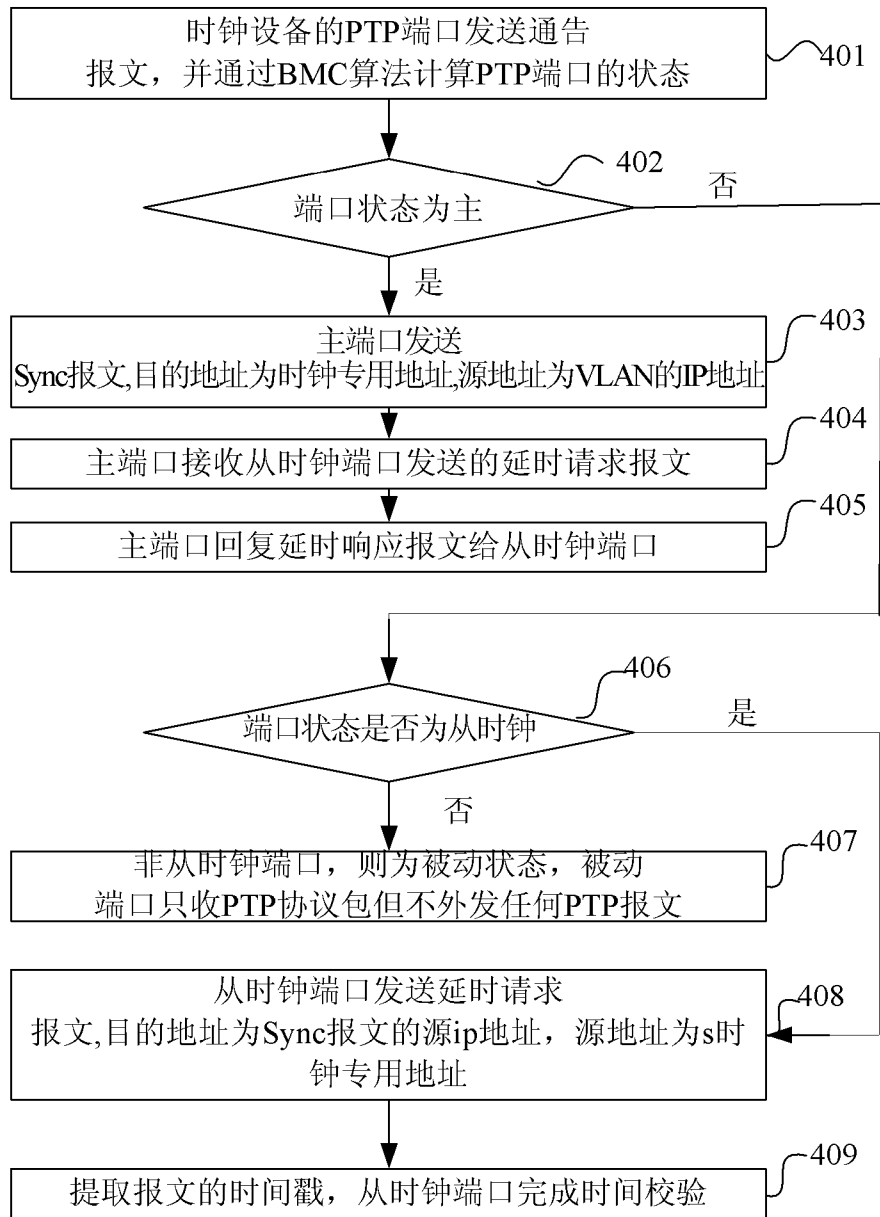 时钟设备的PTP端口发送通告
报文，并通过BMC算法计算PTP端口的状态
401
402
否
端口状态为主
是
403
主端口发送
Sync报文,目的地址为时钟专用地址,源地址为VLAN的IP地址
404
主端口接收从时钟端口发送的延时请求报文
405
主端口回复延时响应报文给从时钟端口
406
端口状态是否为从时钟
是
否
407
非从时钟端口，则为被动状态，被动
端口只收PTP协议包但不外发任何PTP报文
从时钟端口发送延时请求
408
报文,目的地址为Sync报文的源ip地址，源地址为s时
钟专用地址
409
提取报文的时间戳，从时钟端口完成时间校验